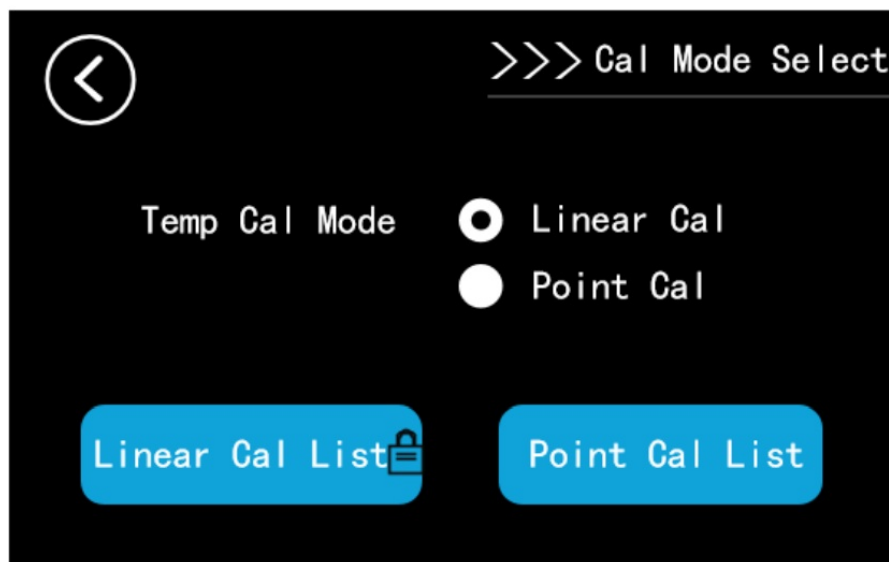 >>> Cal Mode Select
Temp Cal Mode
Linear Cal
Point Cal
Linear Cal List
Point Cal List